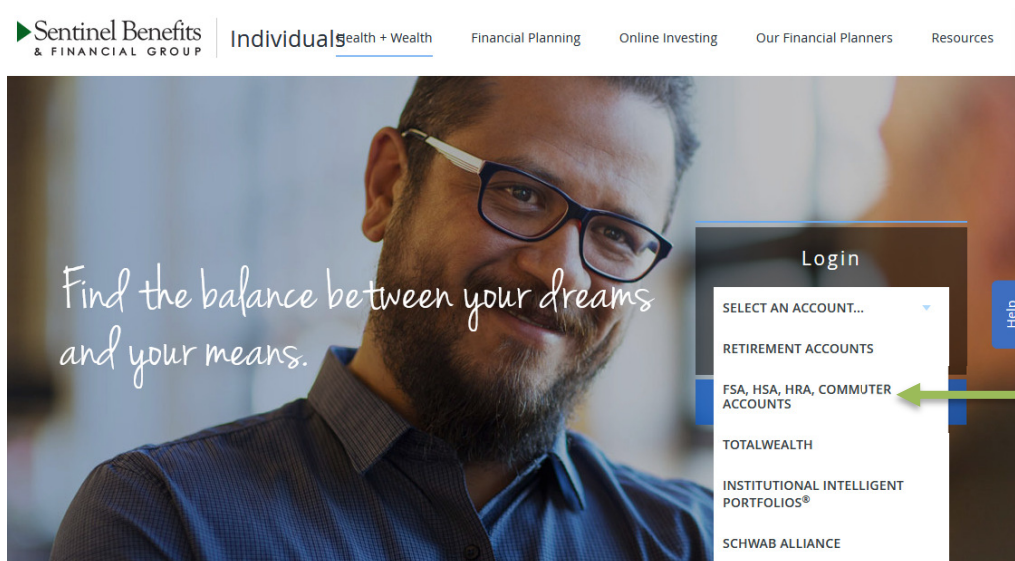 Sentinel Benefits
& FINANCIAL GROUP
Individuals
Health + Wealth
Financial Planning
Online Investing
Our Financial Planners
Resources
Find the balance between your dreams
and your means.
Login
SELECT AN ACCOUNT...
RETIREMENT ACCOUNTS
FSA, HSA, HRA, COMMUTER
ACCOUNTS
TOTALWEALTH
INSTITUTIONAL INTELLIGENT
PORTFOLIOS®
SCHWAB ALLIANCE
Help